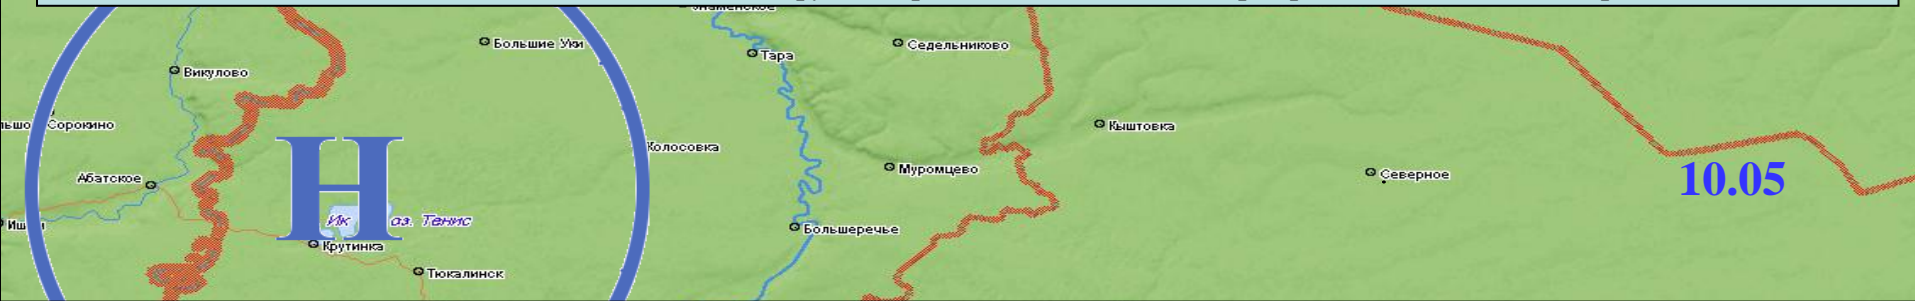 Знаменское
Большие Уки
Седельниково
Тара
Викулово
Сорокино
Кыштовка
Колосовка
Муромцево
Абатское
Северное
10.05
Н
Ик
оз. Тенис
Большеречье
Крутинка
Тюкалинск